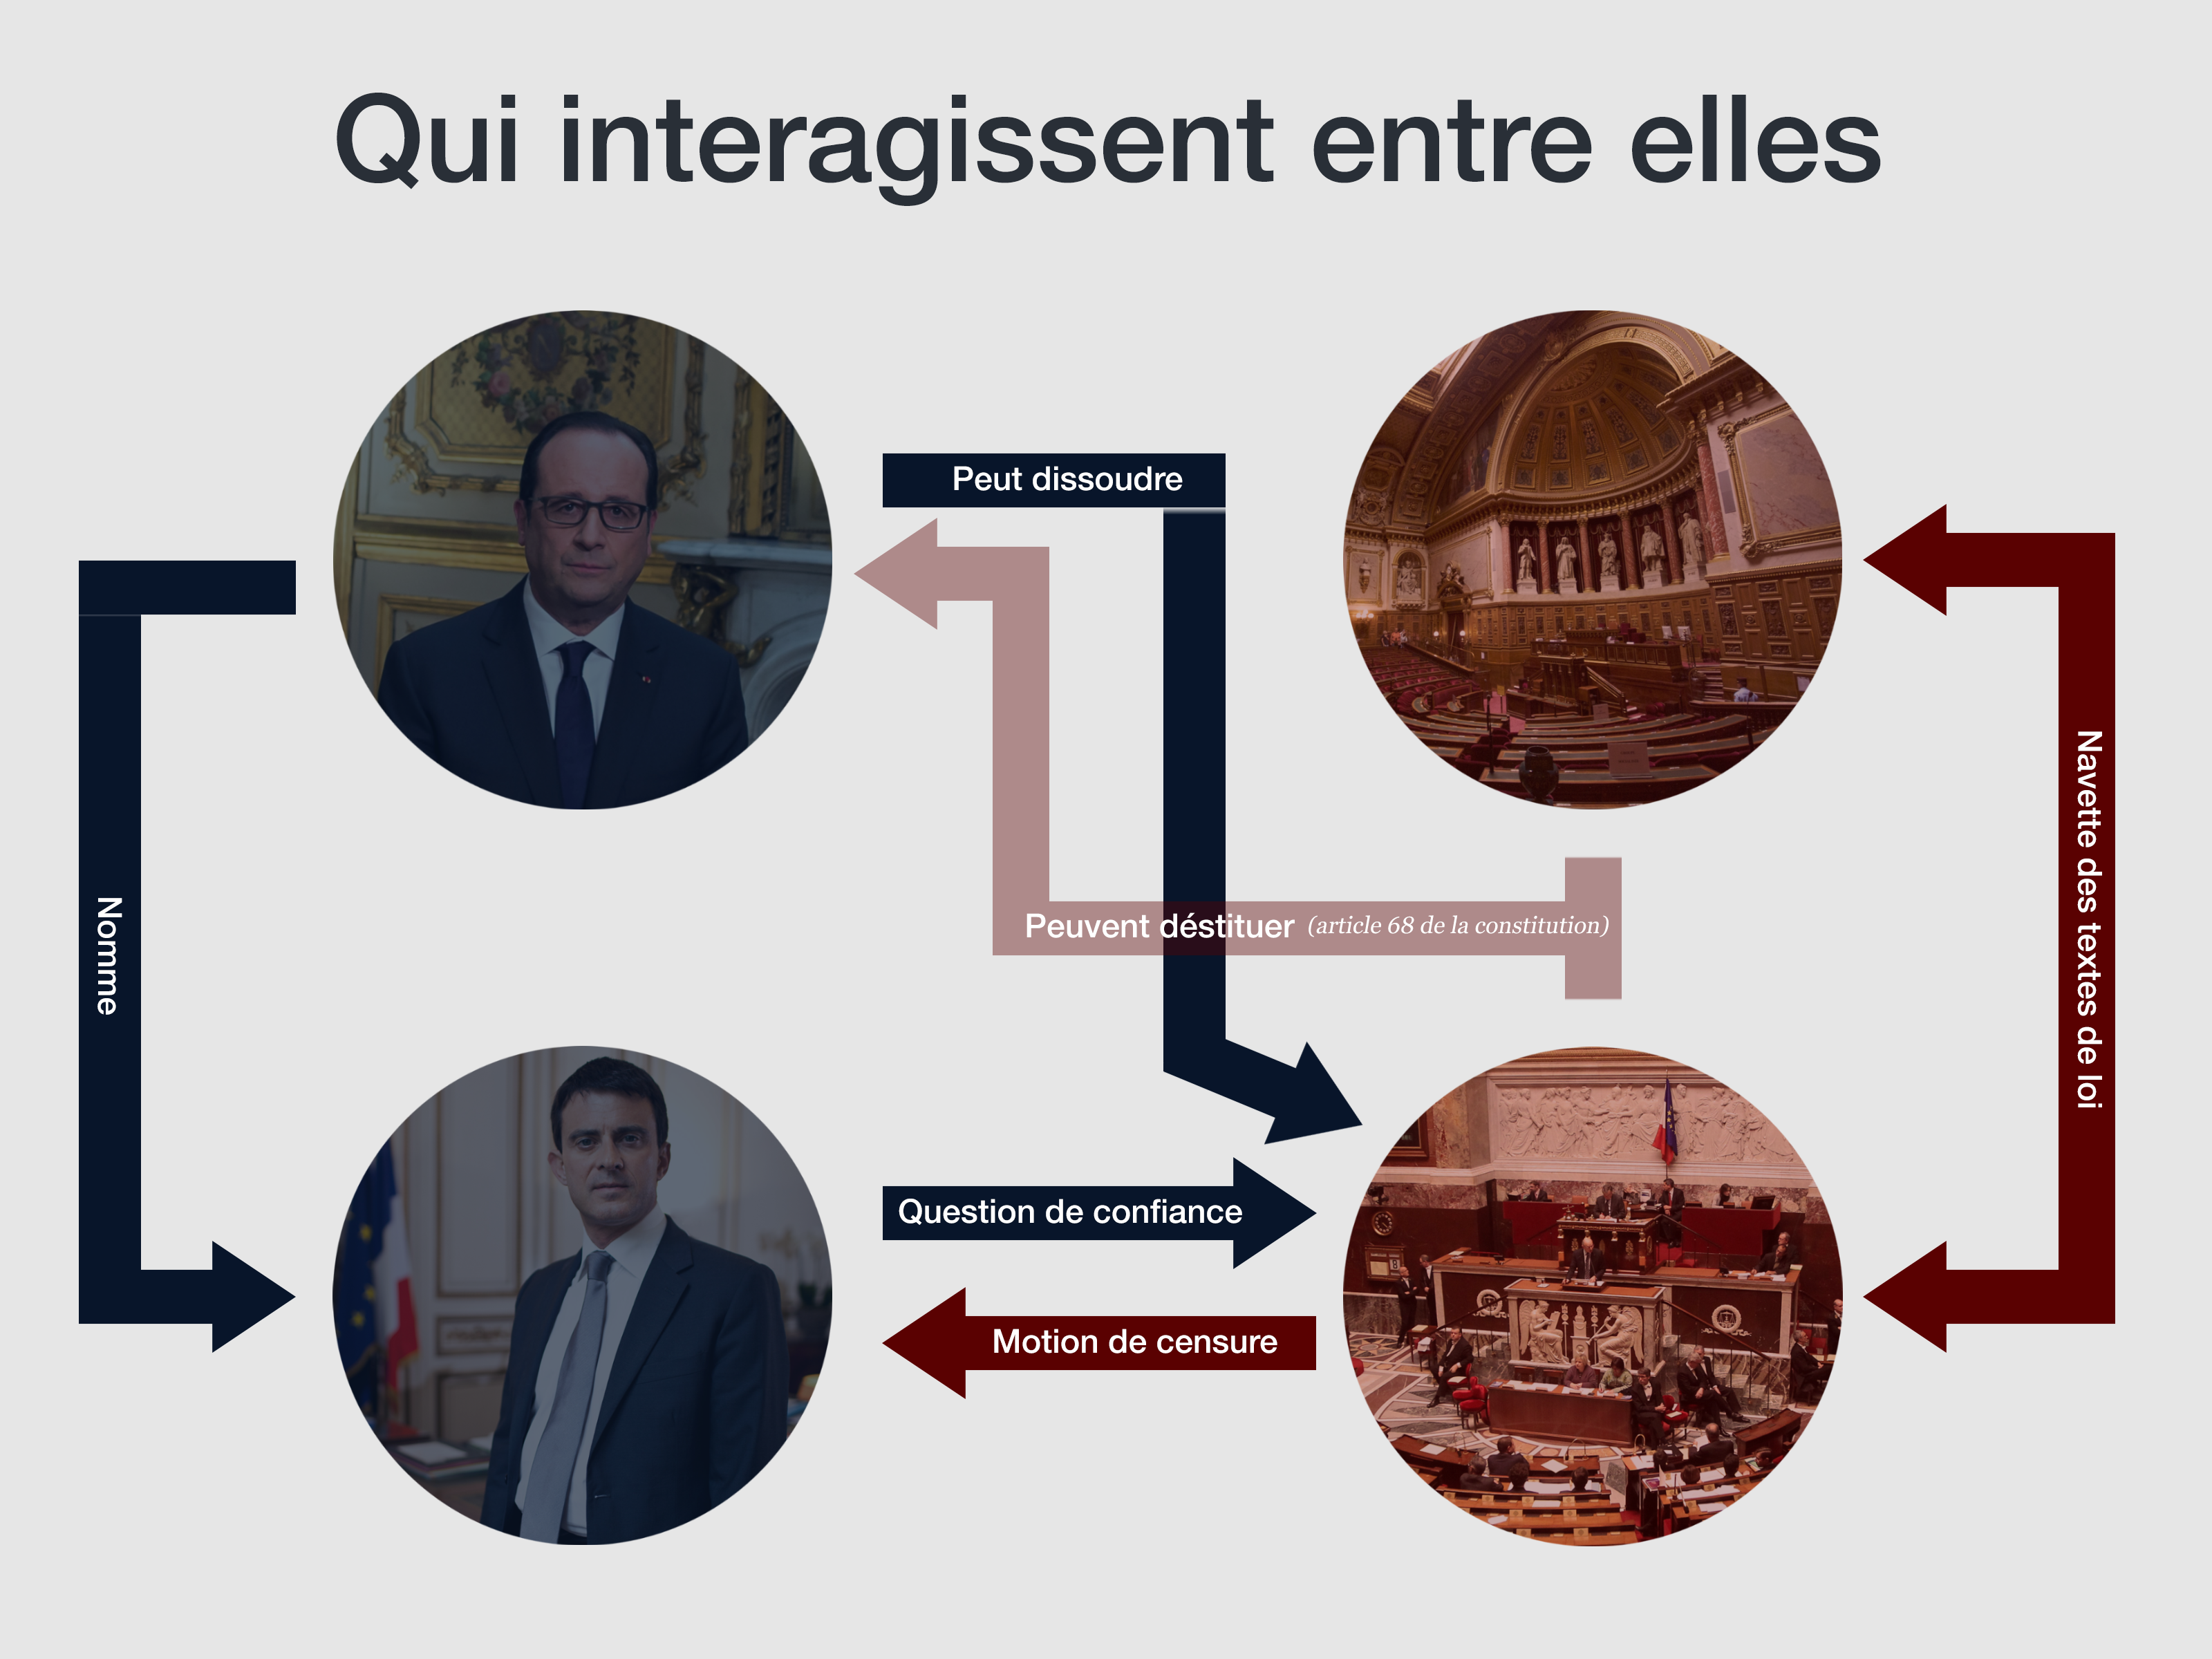 Qui interagissent entre elles
Peut dissoudre
Nomme
Peuvent déstituer (article 68 de la constitution)
Navette des textes de loi
Question de confiance
Motion de censure